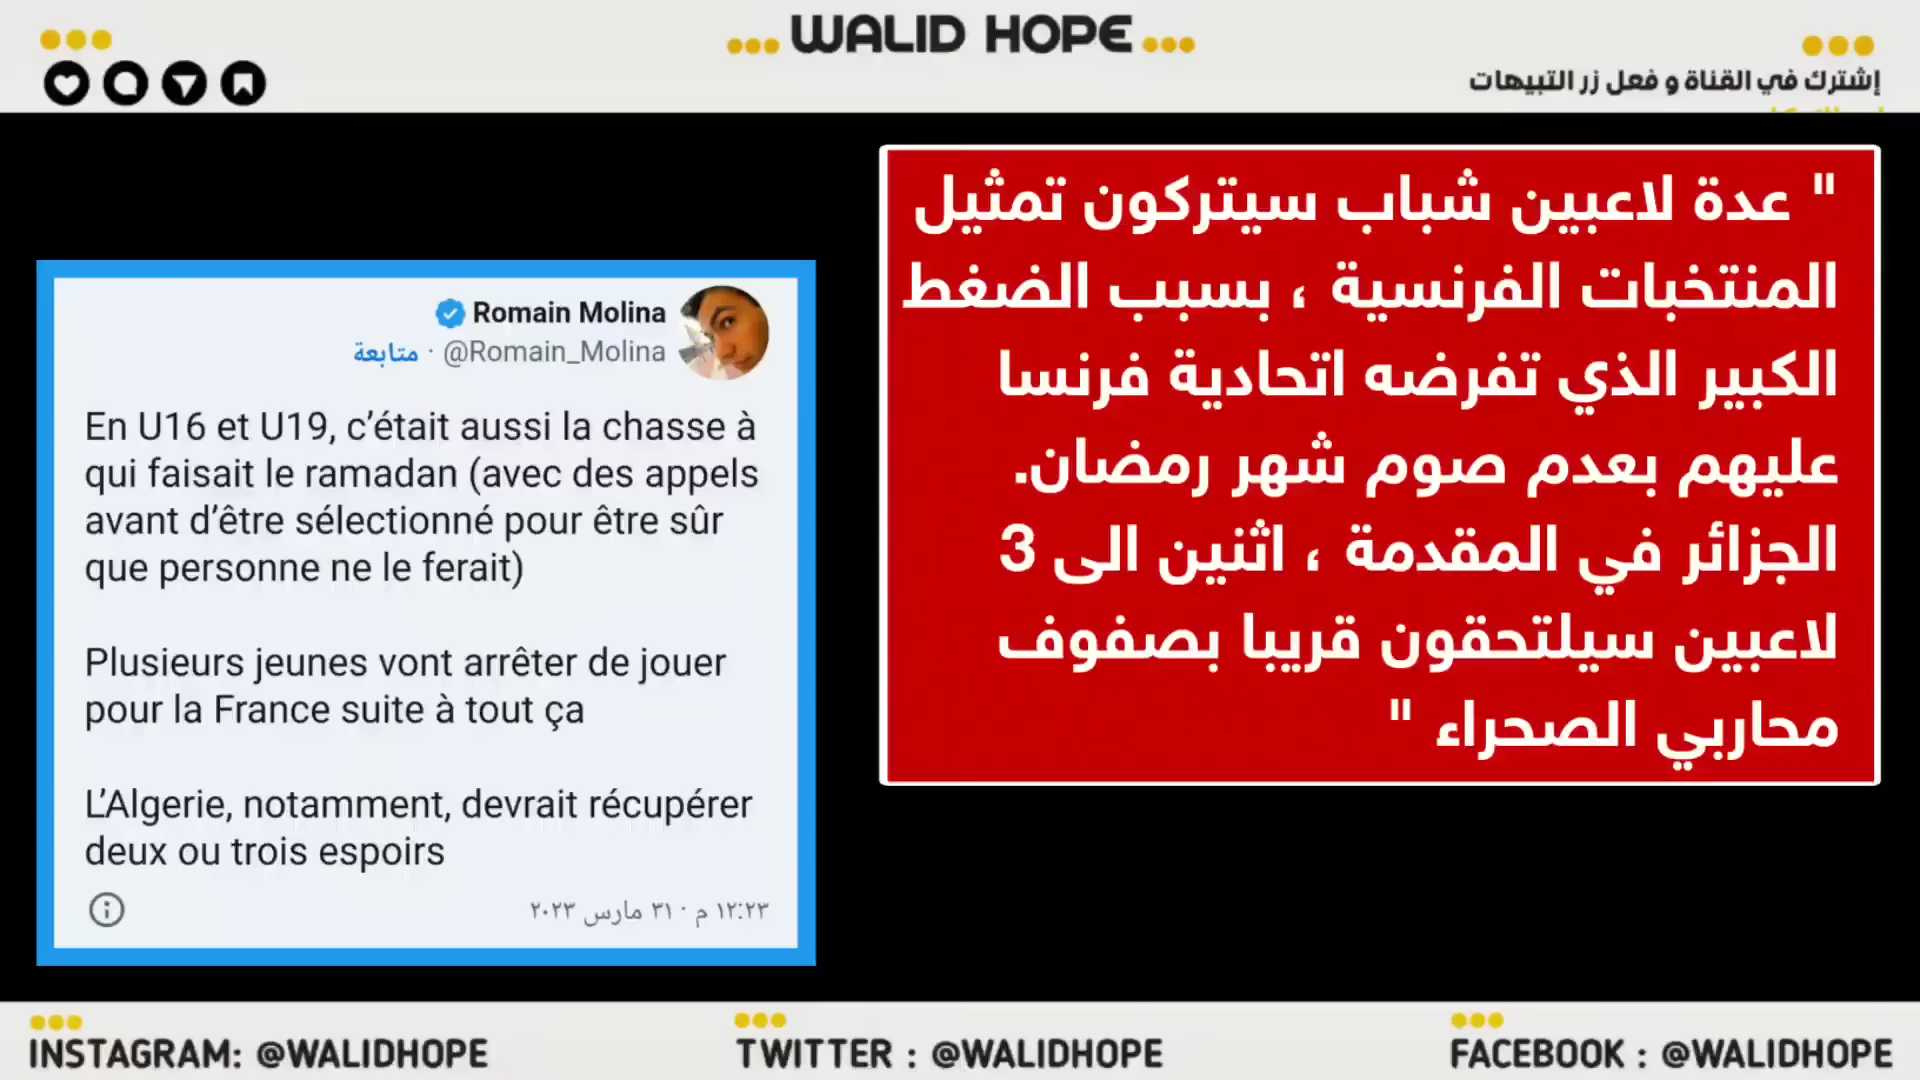 WALID HOPE
إشترك في القناة و فعل زر التبيهات
Romain Molina
@Romain_Molina · متابعة
En U16 et U19, c’était aussi la chasse à
qui faisait le ramadan (avec des appels
avant d’être sélectionné pour être sûr
que personne ne le ferait)
Plusieurs jeunes vont arrêter de jouer
pour la France suite à tout ça
L’Algerie, notamment, devrait récupérer
deux ou trois espoirs
١٢:٢٣ م · ٣١ مارس ٢٠٢٣
" عدة لاعبين شباب سيتركون تمثيل
المنتخبات الفرنسية ، بسبب الضغط
الكبير الذي تفرضه اتحادية فرنسا
عليهم بعدم صوم شهر رمضان.
الجزائر في المقدمة ، اثنين الى 3
لاعبين سيلتحقون قريبا بصفوف
محاربي الصحراء "
INSTAGRAM: @WALIDHOPE
TWITTER : @WALIDHOPE
FACEBOOK : @WALIDHOPE